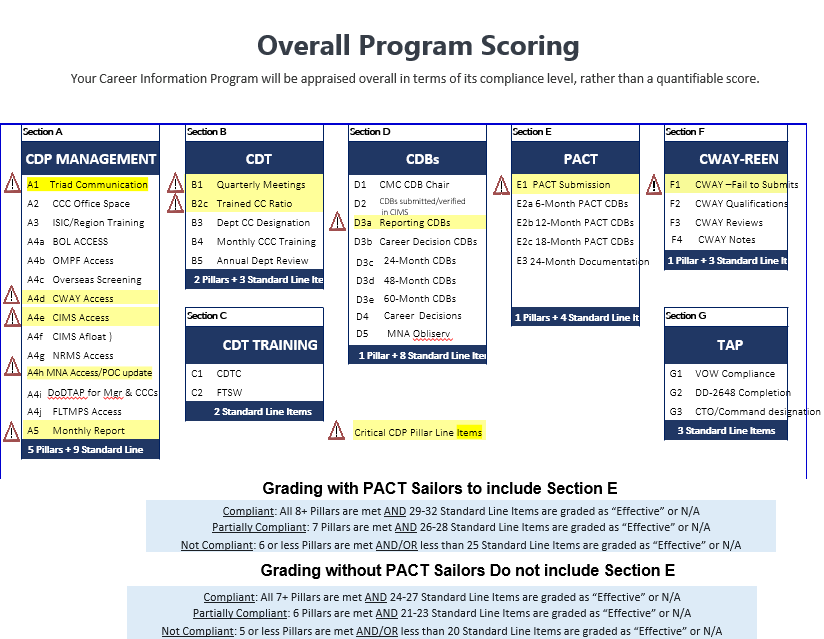 Overall Program Scoring
Your Career Information Program will be appraised overall in terms of its compliance level, rather than a quantifiable score.
Section A
CDP MANAGEMENT
A1 Triad Communication
A2 CCC Office Space
A3 ISIC/Region Training
A4a BOL ACCESS
A4b OMPF Access
A4c Overseas Screening
A4d CWAY Access
A4e CIMS Access
A4f CIMS Afloat )
A4g NRMS Access
A4h MNA Access/POC update
A4i DoDTAP for Mgr & CCCs
A4j FLTMPS Access
A5 Monthly Report
5 Pillars + 9 Standard Line
Section B
CDT
B1 Quarterly Meetings
B2c Trained CC Ratio
B3 Dept CC Designation
B4 Monthly CCC Training
B5 Annual Dept Review
2 Pillars + 3 Standard Line Ite
Section C
CDT TRAINING
C1 CDTC
C2 FTSW
2 Standard Line Items
Section D
CDBs
D1 CMC CDB Chair
D2 CDBs submitted/verified
in CIMS
D3a Reporting CDBs
D3b Career Decision CDBs
D3c 24-Month CDBs
D3d 48-Month CDBs
D3e 60-Month CDBs
D4 Career Decisions
D5 MNA Obliserv
1 Pillar + 8 Standard Line Iter
Critical CDP Pillar Line Items
Section E
PACT
E1 PACT Submission
E2a 6-Month PACT CDBs
E2b 12-Month PACT CDBs
E2c 18-Month PACT CDBs
E3 24-Month Documentation
1 Pillars + 4 Standard Line It
Section F
CWAY-REEN
F1 CWAY –Fail to Submits
F2 CWAY Qualifications
F3 CWAY Reviews
F4 CWAY Notes
1 Pillar + 3 Standard Line It
Section G
TAP
G1 VOW Compliance
G2 DD-2648 Completion
G3 CTO/Command designation
3 Standard Line Items
Grading with PACT Sailors to include Section E
Compliant: All 8+ Pillars are met AND 29-32 Standard Line Items are graded as “Effective” or N/A
Partially Compliant: 7 Pillars are met AND 26-28 Standard Line Items are graded as “Effective” or N/A
Not Compliant: 6 or less Pillars are met AND/OR less than 25 Standard Line Items are graded as “Effective” or N/A
Grading without PACT Sailors Do not include Section E
Compliant: All 7+ Pillars are met AND 24-27 Standard Line Items are graded as “Effective” or N/A
Partially Compliant: 6 Pillars are met AND 21-23 Standard Line Items are graded as “Effective” or N/A
Not Compliant: 5 or less Pillars are met AND/OR less than 20 Standard Line Items are graded as “Effective” or N/A